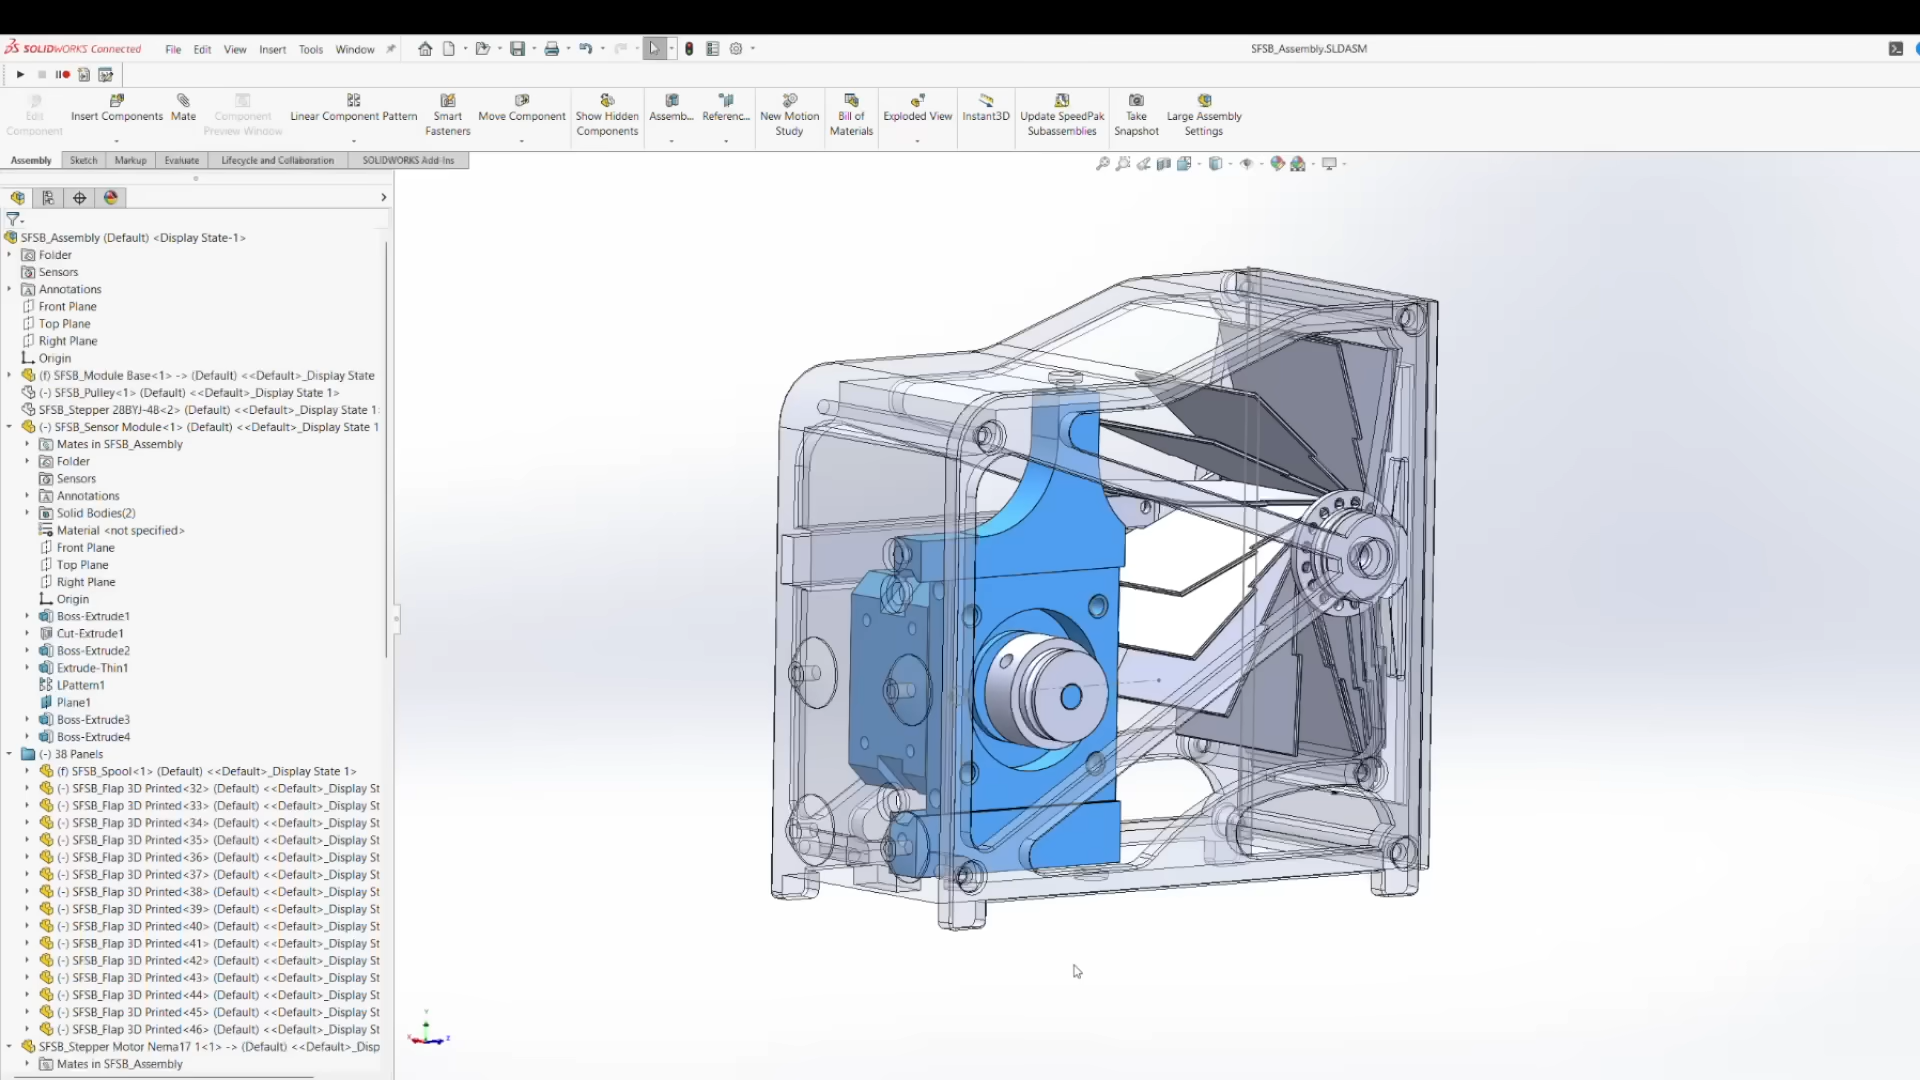 SOLIDWORKS Connected File Edit View Insert Tools Window SFSB_Assembly.SLDASM
Edit Component
Insert Components
Mate
Component Preview Window
Linear Component Pattern
Smart Fasteners
Move Component
Show Hidden Components
Assemb...
Referenc...
New Motion Study
Bill of Materials
Exploded View
Instant3D
Update SpeedPak Subassemblies
Take Snapshot
Large Assembly Settings
Assembly Sketch Markup Evaluate Lifecycle and Collaboration SOLIDWORKS Add-Ins
SFSB_Assembly (Default) <Display State-1>
Folder
Sensors
Annotations
Front Plane
Top Plane
Right Plane
Origin
(f) SFSB_Module Base<1> -> (Default) <<Default>_Display State
(-) SFSB_Pulley<1> (Default) <<Default>_Display State 1>
SFSB_Stepper 28BYJ-48<2> (Default) <<Default>_Display State 1>
(-) SFSB_Sensor Module<1> (Default) <<Default>_Display State 1
Mates in SFSB_Assembly
Folder
Sensors
Annotations
Solid Bodies(2)
Material <not specified>
Front Plane
Top Plane
Right Plane
Origin
Boss-Extrude1
Cut-Extrude1
Boss-Extrude2
Extrude-Thin1
LPattern1
Plane1
Boss-Extrude3
Boss-Extrude4
(-) 38 Panels
(f) SFSB_Spool<1> (Default) <<Default>_Display State 1>
(-) SFSB_Flap 3D Printed<32> (Default) <<Default>_Display St
(-) SFSB_Flap 3D Printed<33> (Default) <<Default>_Display St
(-) SFSB_Flap 3D Printed<34> (Default) <<Default>_Display St
(-) SFSB_Flap 3D Printed<35> (Default) <<Default>_Display St
(-) SFSB_Flap 3D Printed<36> (Default) <<Default>_Display St
(-) SFSB_Flap 3D Printed<37> (Default) <<Default>_Display St
(-) SFSB_Flap 3D Printed<38> (Default) <<Default>_Display St
(-) SFSB_Flap 3D Printed<39> (Default) <<Default>_Display St
(-) SFSB_Flap 3D Printed<40> (Default) <<Default>_Display St
(-) SFSB_Flap 3D Printed<41> (Default) <<Default>_Display St
(-) SFSB_Flap 3D Printed<42> (Default) <<Default>_Display St
(-) SFSB_Flap 3D Printed<43> (Default) <<Default>_Display St
(-) SFSB_Flap 3D Printed<44> (Default) <<Default>_Display St
(-) SFSB_Flap 3D Printed<45> (Default) <<Default>_Display St
(-) SFSB_Flap 3D Printed<46> (Default) <<Default>_Display St
SFSB_Stepper Motor Nema17 1<1> -> (Default) <<Default>_Disp
Mates in SFSB_Assembly